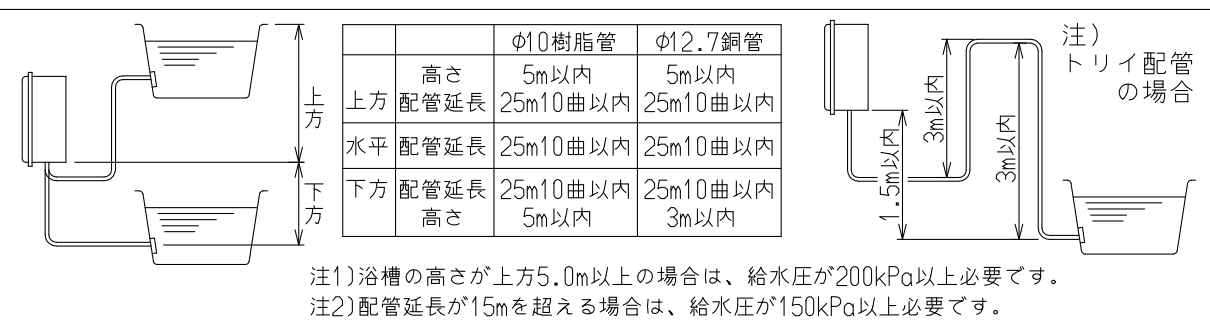 φ10樹脂管 φ12.7銅管
上方 高さ 5m以内 5m以内
配管延長 25m10曲以内 25m10曲以内
水平 配管延長 25m10曲以内 25m10曲以内
下方 配管延長 25m10曲以内 25m10曲以内
高さ 5m以内 3m以内
上方
下方
注)
トリイ配管
の場合
3m以内
3m以内
1.5m以内
注1)浴槽の高さが上方5.0m以上の場合は、給水圧が200kPa以上必要です。
注2)配管延長が15mを超える場合は、給水圧が150kPa以上必要です。